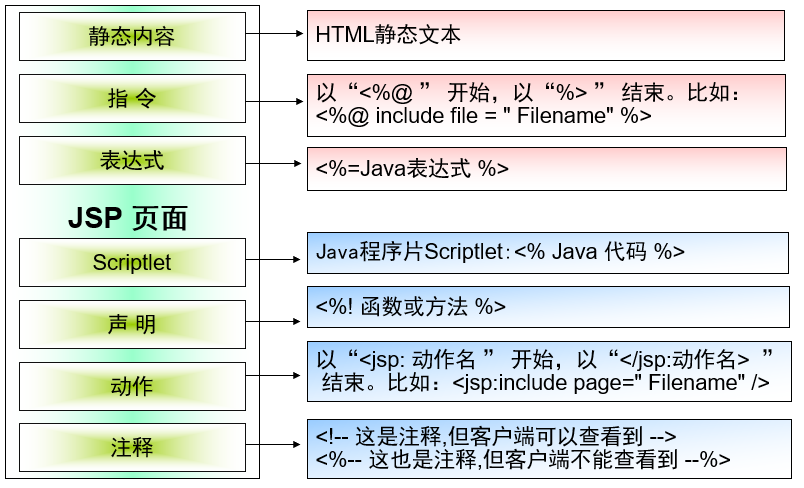 静态内容
HTML静态文本
指 令
以“<%@ ” 开始，以“%> ” 结束。比如：
<%@ include file = " Filename" %>
表达式
<%=Java表达式 %>
JSP 页面
Scriptlet
Java程序片Scriptlet：<% Java 代码 %>
声 明
<%! 函数或方法 %>
动作
以“<jsp: 动作名 ” 开始，以“</jsp:动作名> ”
结束。比如：<jsp:include page=" Filename" />
注释
<!-- 这是注释,但客户端可以查看到 -->
<%-- 这也是注释,但客户端不能查看到 --%>